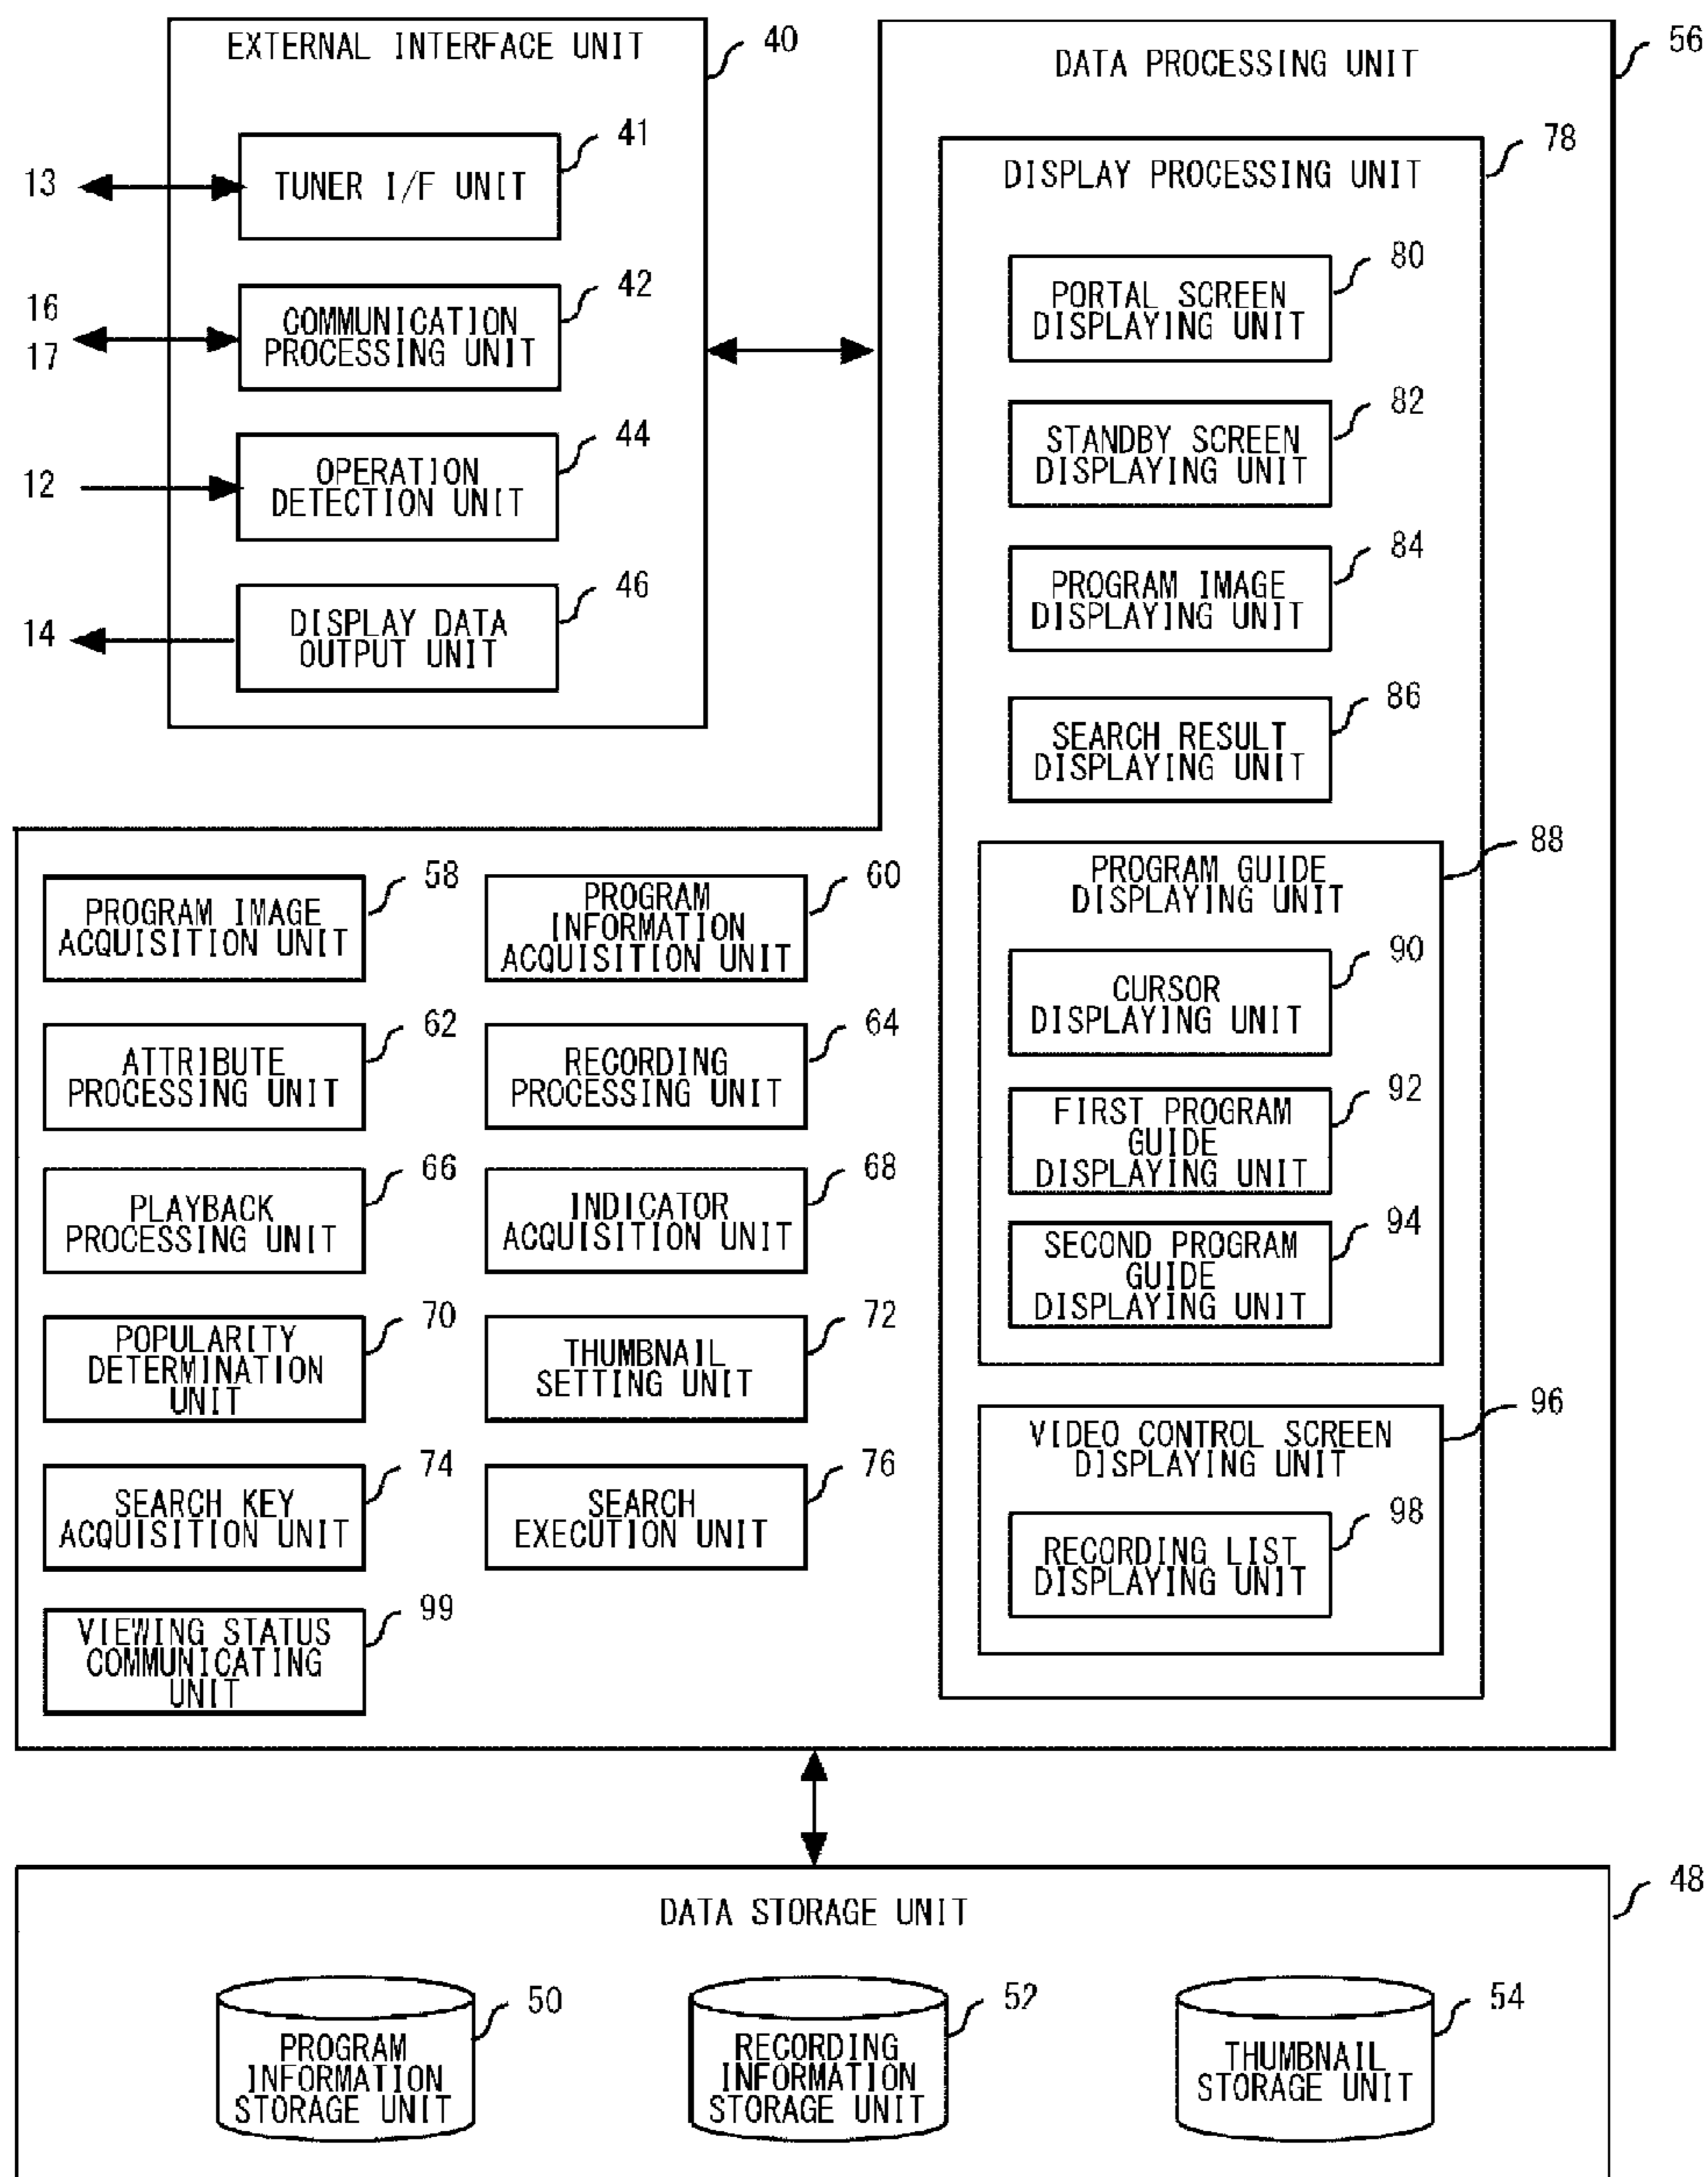 EXTERNAL INTERFACE UNIT
40
TUNER I/F UNIT
41
13
COMMUNICATION
PROCESSING UNIT
42
16
17
OPERATION
DETECTION UNIT
44
12
DISPLAY DATA
OUTPUT UNIT
46
14
DATA PROCESSING UNIT
56
DISPLAY PROCESSING UNIT
78
PORTAL SCREEN
DISPLAYING UNIT
80
STANDBY SCREEN
DISPLAYING UNIT
82
PROGRAM IMAGE
DISPLAYING UNIT
84
SEARCH RESULT
DISPLAYING UNIT
86
PROGRAM GUIDE
DISPLAYING UNIT
88
CURSOR
DISPLAYING UNIT
90
FIRST PROGRAM
GUIDE
DISPLAYING UNIT
92
SECOND PROGRAM
GUIDE
DISPLAYING UNIT
94
VIDEO CONTROL SCREEN
DISPLAYING UNIT
96
RECORDING LIST
DISPLAYING UNIT
98
PROGRAM IMAGE
ACQUISITION UNIT
58
PROGRAM
INFORMATION
ACQUISITION UNIT
60
ATTRIBUTE
PROCESSING UNIT
62
RECORDING
PROCESSING UNIT
64
PLAYBACK
PROCESSING UNIT
66
INDICATOR
ACQUISITION UNIT
68
POPULARITY
DETERMINATION
UNIT
70
THUMBNAIL
SETTING UNIT
72
SEARCH KEY
ACQUISITION UNIT
74
SEARCH
EXECUTION UNIT
76
VIEWING STATUS
COMMUNICATING
UNIT
99
DATA STORAGE UNIT
48
PROGRAM
INFORMATION
STORAGE UNIT
50
RECORDING
INFORMATION
STORAGE UNIT
52
THUMBNAIL
STORAGE UNIT
54